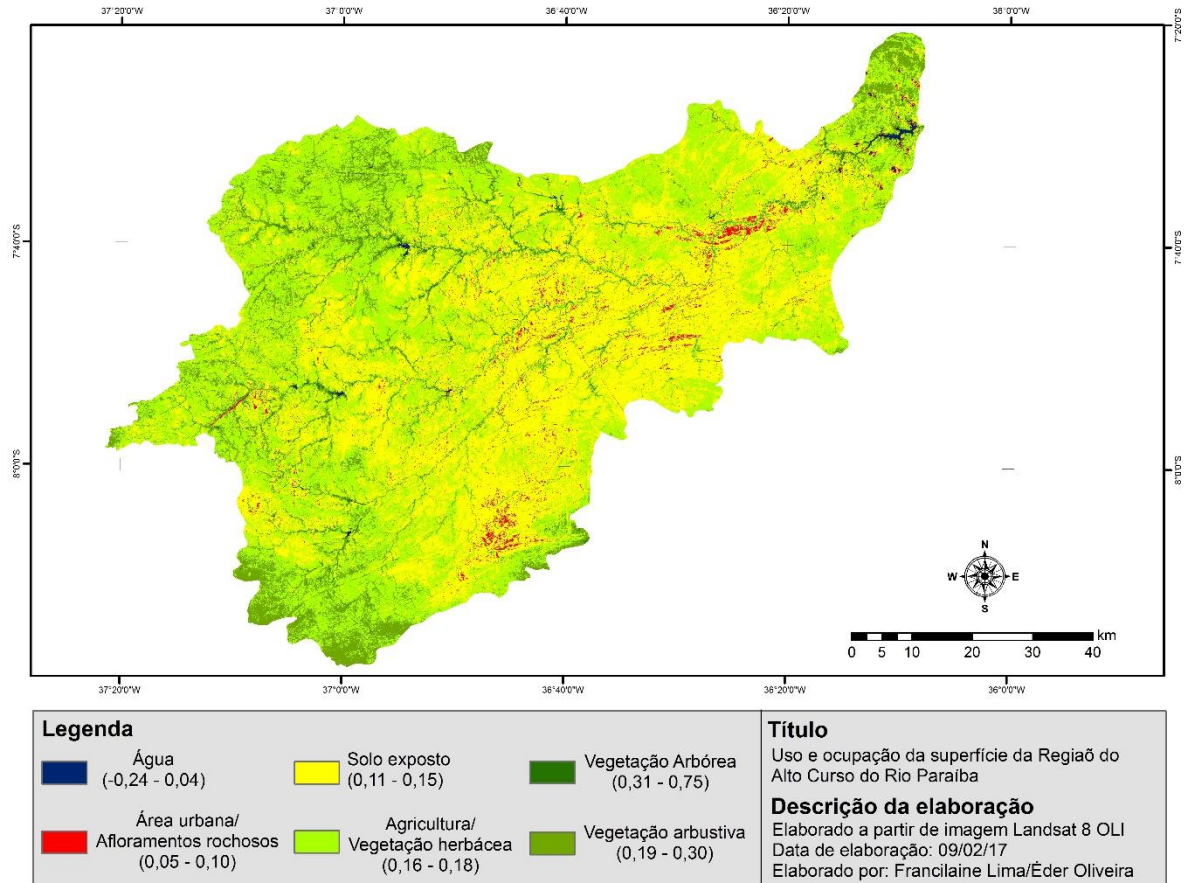 37°20'0"W 37°0'0"W 36°40'0"W 36°20'0"W 36°0'0"W
7°20'0"S
7°40'0"S 7°40'0"S
8°0'0"S 8°0'0"S
N
W E
S
km
0 5 10 20 30 40
37°20'0"W 37°0'0"W 36°40'0"W 36°20'0"W 36°0'0"W
Legenda
Água
(-0,24 - 0,04)
Solo exposto
(0,11 - 0,15)
Vegetação Arbórea
(0,31 - 0,75)
Área urbana/
Afloramentos rochosos
(0,05 - 0,10)
Agricultura/
Vegetação herbácea
(0,16 - 0,18)
Vegetação arbustiva
(0,19 - 0,30)
Título
Uso e ocupação da superfície da Regiaõ do
Alto Curso do Rio Paraíba
Descrição da elaboração
Elaborado a partir de imagem Landsat 8 OLI
Data de elaboração: 09/02/17
Elaborado por: Francilaine Lima/Éder Oliveira